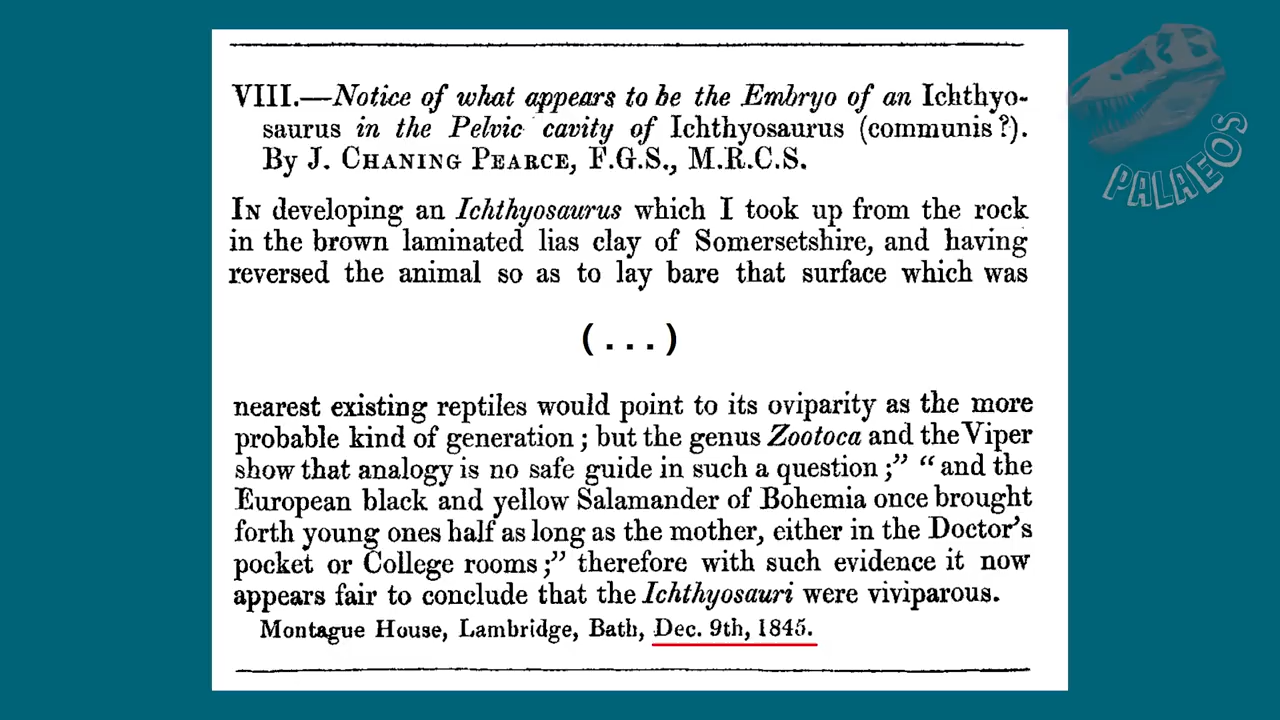 VIII.—Notice of what appears to be the Embryo of an Ichthyo-
saurus in the Pelvic cavity of Ichthyosaurus (communis?).
By J. CHANING PEARCE, F.G.S., M.R.C.S.
IN developing an Ichthyosaurus which I took up from the rock
in the brown laminated lias clay of Somersetshire, and having
reversed the animal so as to lay bare that surface which was
(...)
nearest existing reptiles would point to its oviparity as the more
probable kind of generation; but the genus Zootoca and the Viper
show that analogy is no safe guide in such a question;” “and the
European black and yellow Salamander of Bohemia once brought
forth young ones half as long as the mother, either in the Doctor’s
pocket or College rooms;” therefore with such evidence it now
appears fair to conclude that the Ichthyosauri were viviparous.
Montague House, Lambridge, Bath, Dec. 9th, 1845.
PALAEOS